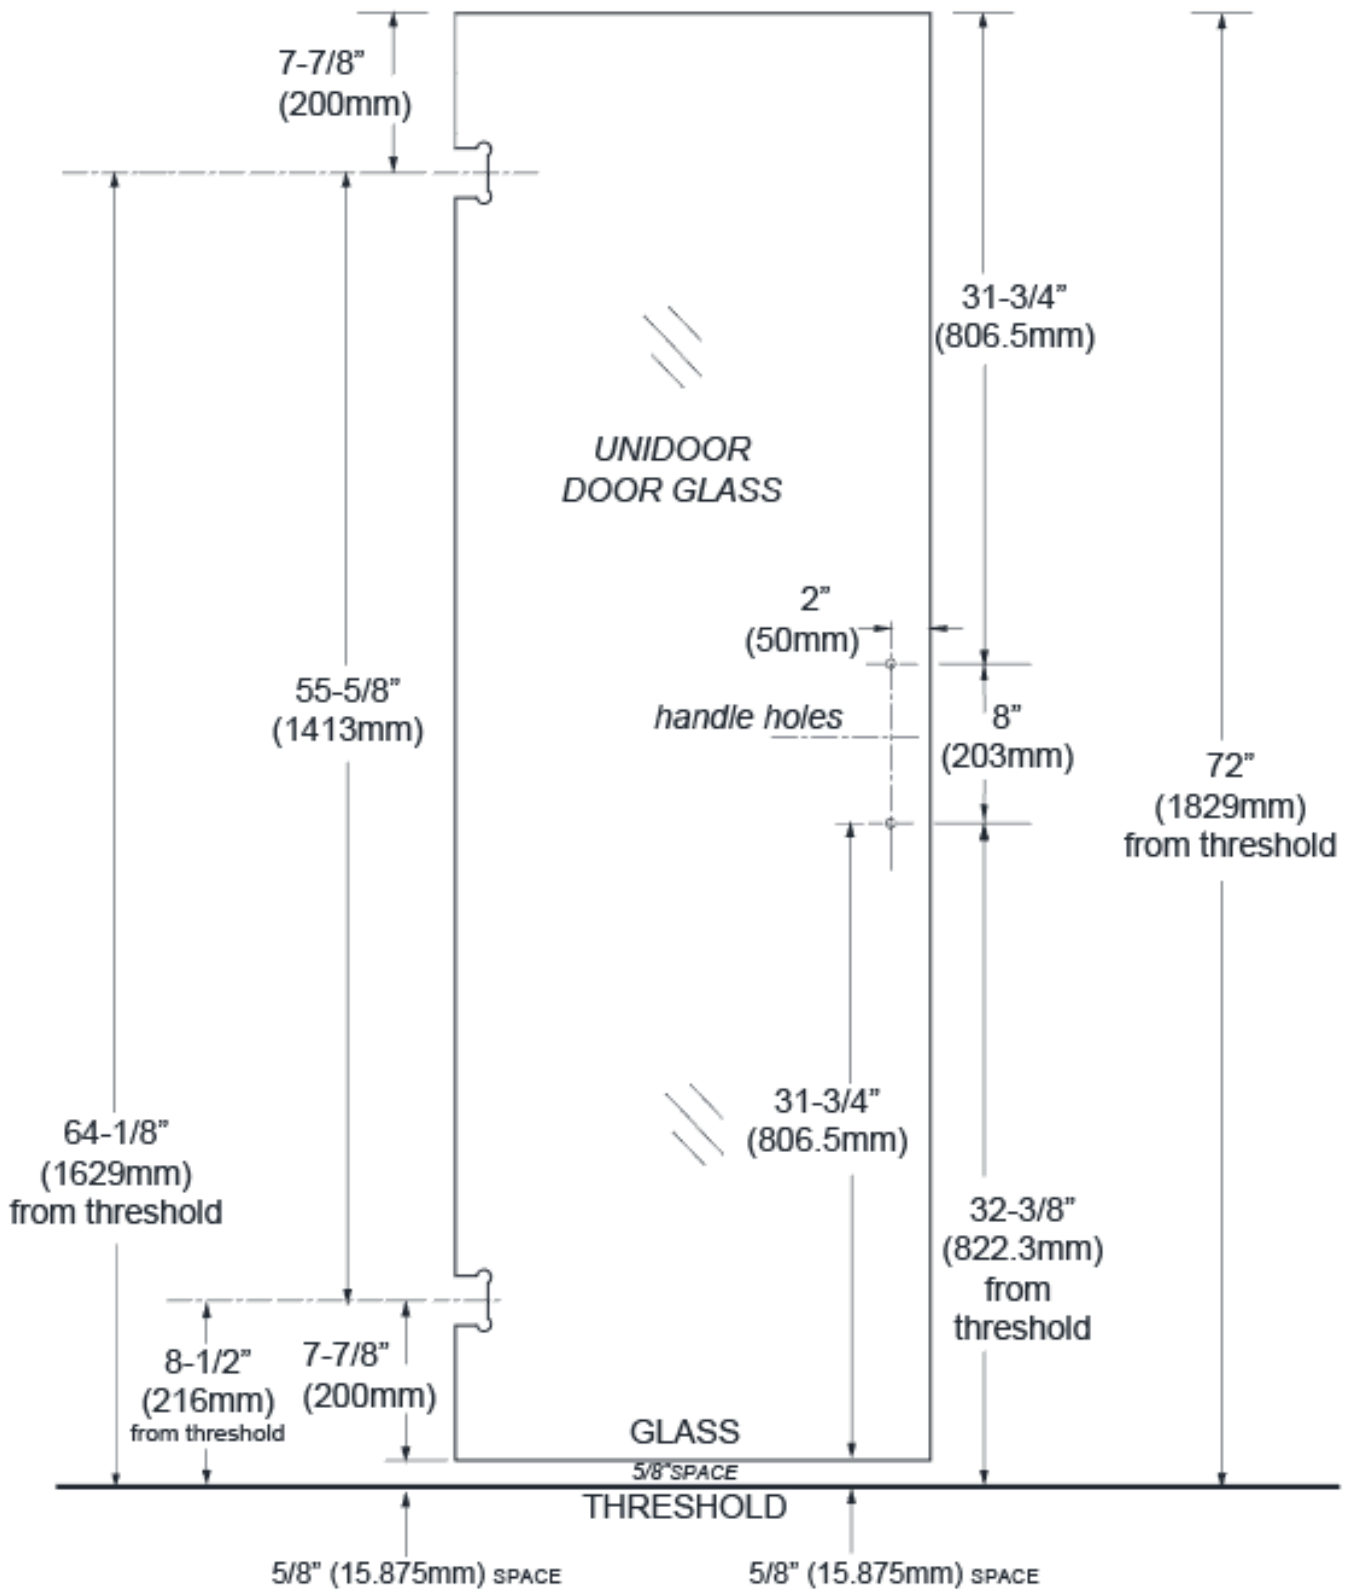 7-7/8”
(200mm)
31-3/4”
(806.5mm)
UNIDOOR
DOOR GLASS
2”
(50mm)
55-5/8”
(1413mm)
handle holes
8”
(203mm)
72”
(1829mm)
from threshold
31-3/4”
(806.5mm)
64-1/8”
(1629mm)
from threshold
32-3/8”
(822.3mm)
from
threshold
8-1/2”
(216mm)
from threshold
7-7/8”
(200mm)
GLASS
5/8”SPACE
THRESHOLD
5/8” (15.875mm) SPACE
5/8” (15.875mm) SPACE